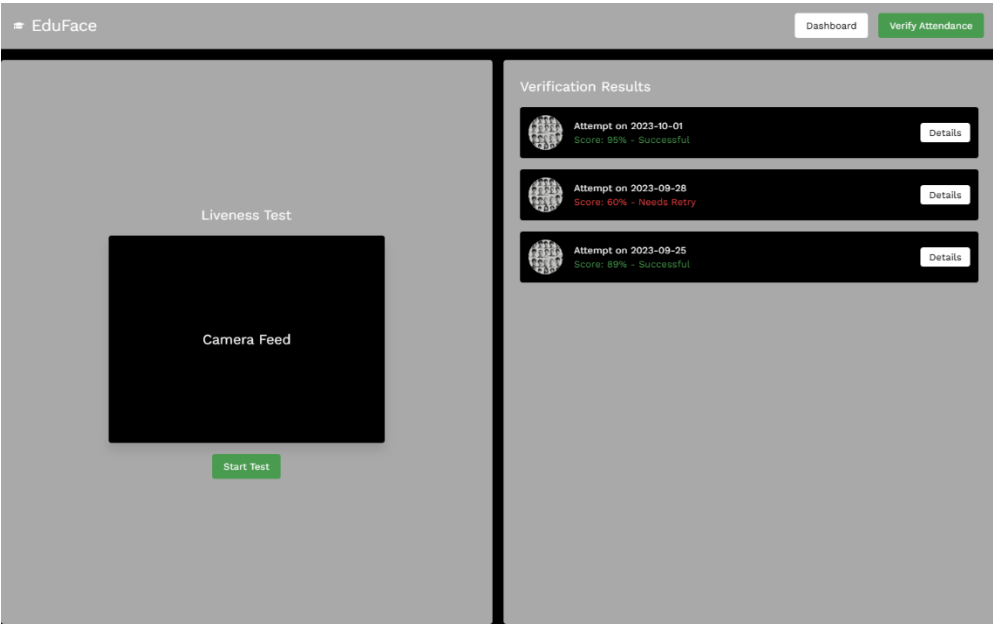 EduFace
Dashboard
Verify Attendance
Liveness Test
Camera Feed
Start Test
Verification Results
Attempt on 2023-10-01
Score: 95% - Successful
Details
Attempt on 2023-09-28
Score: 60% - Needs Retry
Details
Attempt on 2023-09-25
Score: 89% - Successful
Details